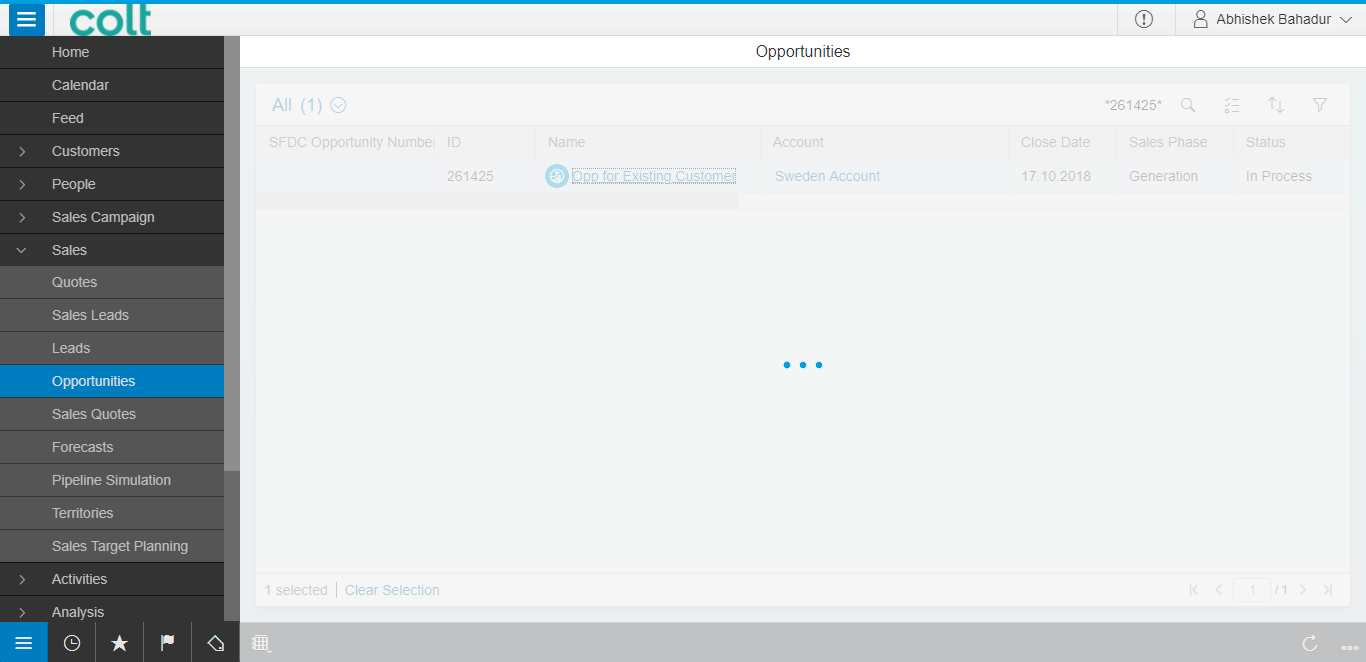 colt
Abhishek Bahadur
Home
Calendar
Feed
Customers
People
Sales Campaign
Sales
Quotes
Sales Leads
Leads
Opportunities
Sales Quotes
Forecasts
Pipeline Simulation
Territories
Sales Target Planning
Activities
Analysis
Opportunities
All (1) *261425*
SFDC Opportunity Number ID Name Account Close Date Sales Phase Status
261425 Opp for Existing Customer Sweden Account 17.10.2018 Generation In Process
1 selected Clear Selection 1 / 1